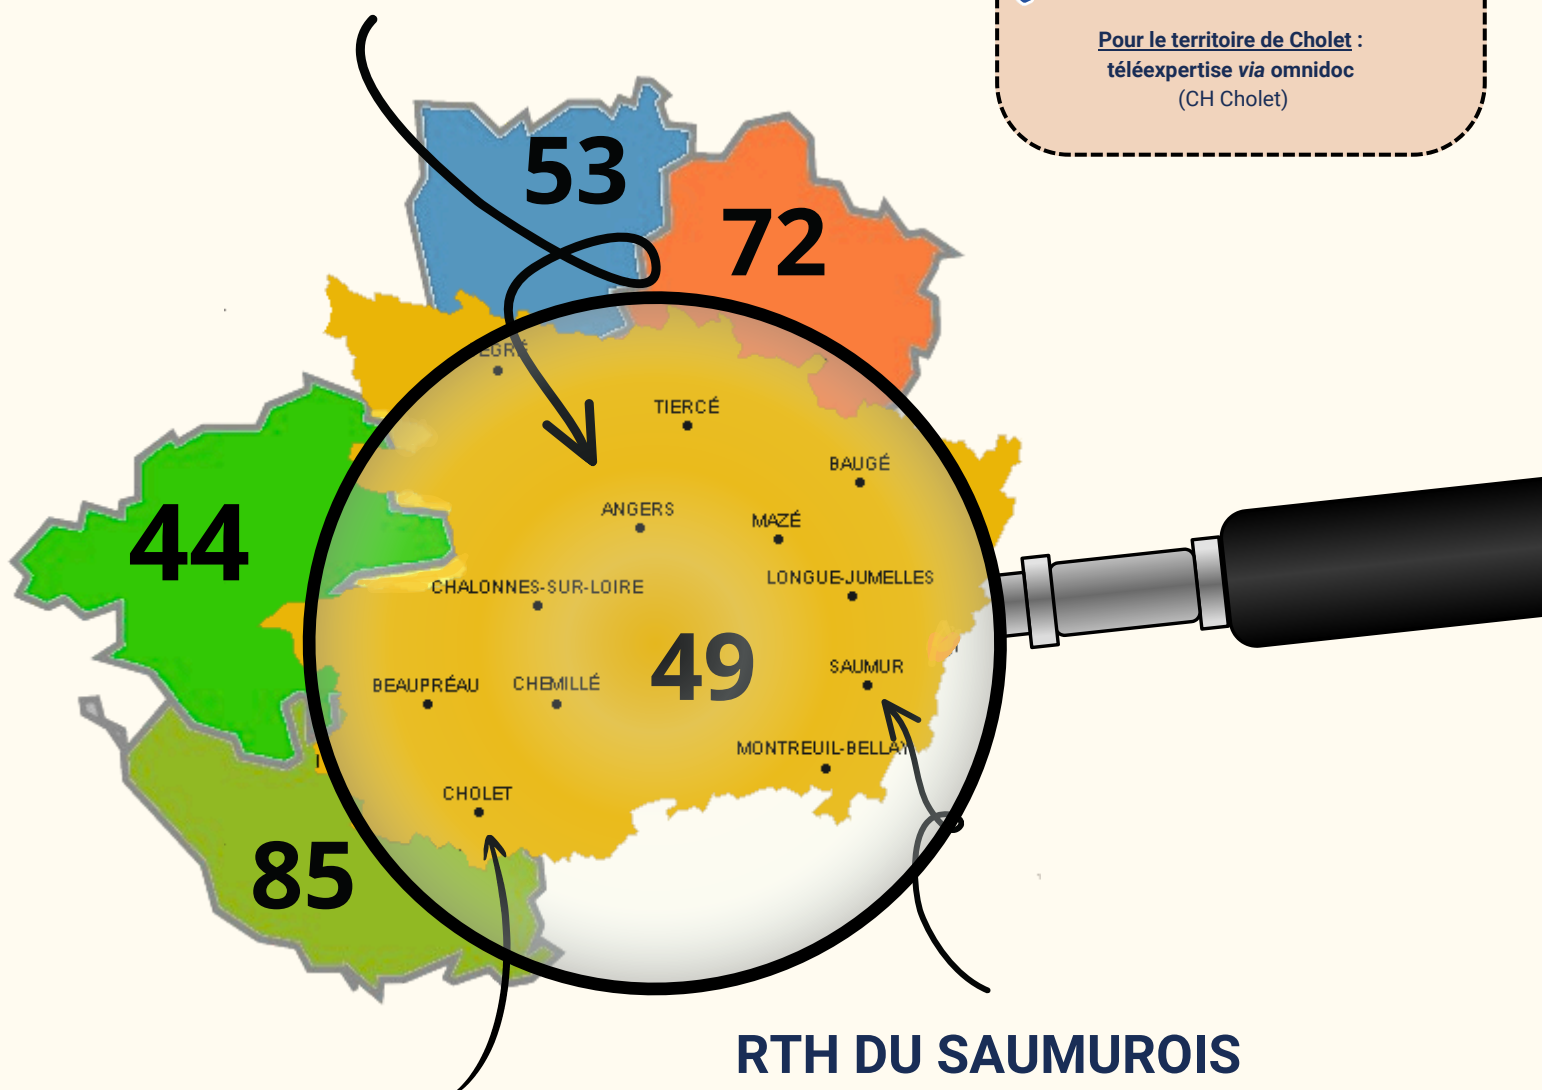 Pour le territoire de Cholet :
téléexpertise via omnidoc
(CH Cholet)
53
72
TIERCÉ
BAUGÉ
ANGERS
MAZÉ
44
CHALONNES-SUR-LOIRE
LONGUE-JUMELLES
49
SAUMUR
BEAUPRÉAU
CHEMILLÉ
MONTREUIL-BELLAY
CHOLET
85
RTH DU SAUMUROIS